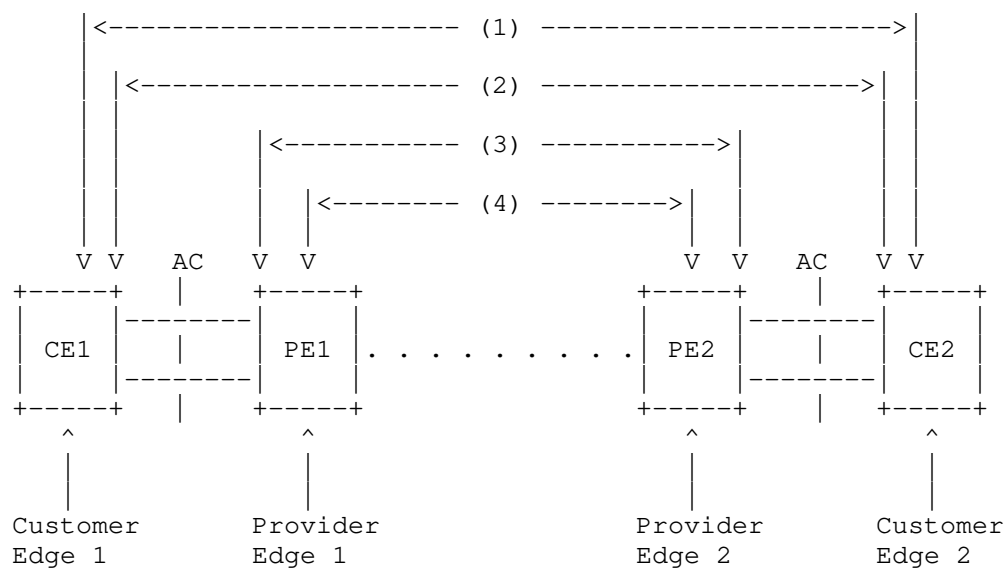 |<-------------------- (1) -------------------->|
| |
| |<-------------------- (2) -------------------->| |
| | | |
| | |<----------- (3) ----------->| | |
| | | | | |
| | | |<-------- (4) -------->| | | |
| | | | | | | |
V V AC V V V V AC V V
+-----+ | +-----+ +-----+ | +-----+
| |--------| | | |--------| |
| CE1 | | | PE1 |. . . . . . . . .| PE2 | | | CE2 |
| |--------| | | |--------| |
+-----+ | +-----+ +-----+ | +-----+
^ ^ ^ ^
| | | |
| | | |
Customer Provider Provider Customer
Edge 1 Edge 1 Edge 2 Edge 2